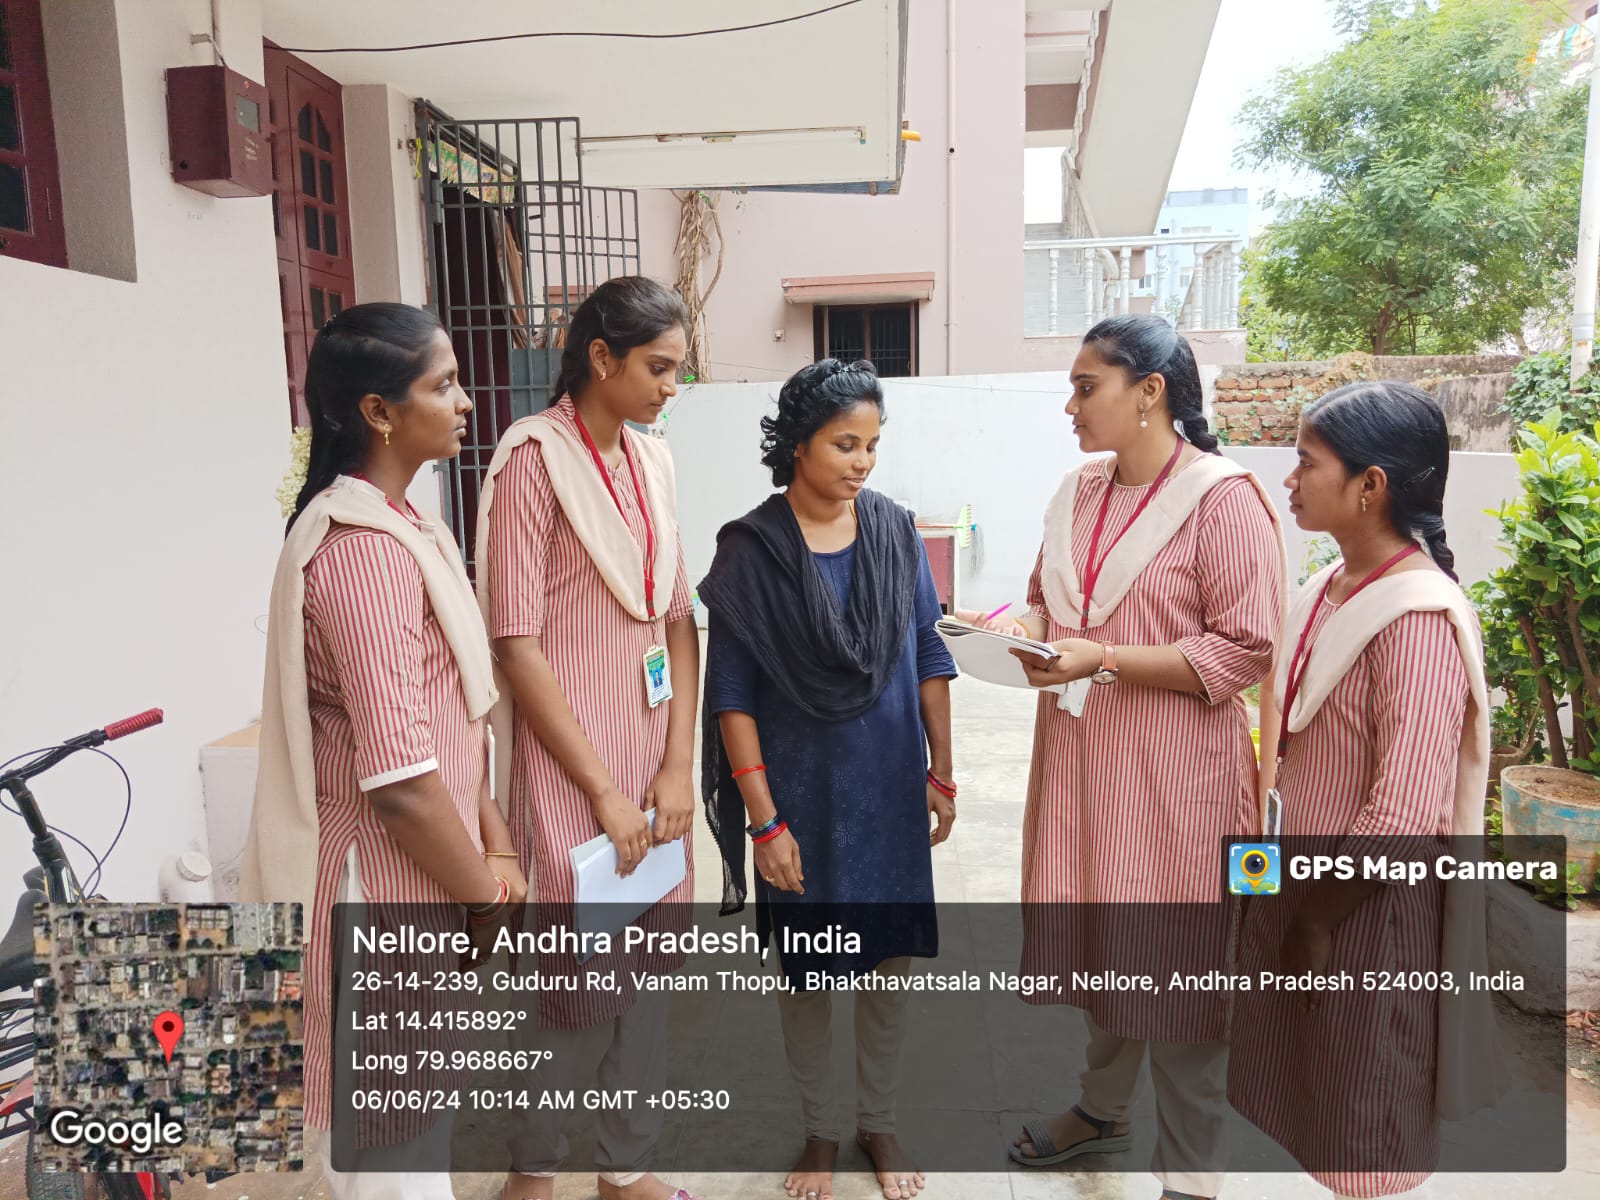 GPS Map Camera
Nellore, Andhra Pradesh, India
26-14-239, Guduru Rd, Vanam Thopu, Bhakthavatsala Nagar, Nellore, Andhra Pradesh 524003, India
Lat 14.415892°
Long 79.968667°
06/06/24 10:14 AM GMT +05:30
Google